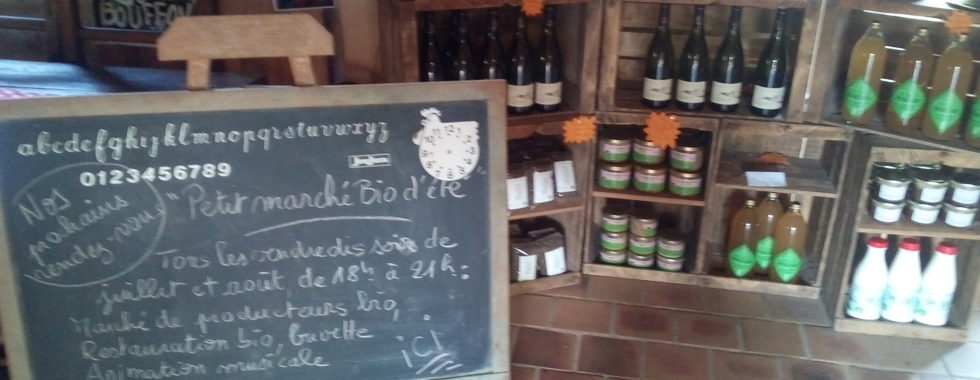 BOUFFON
abcdefghijklmnopqrstuvwxyz
0123456789
Nos
prochains
rendez-vous
"Petit marché Bio d'été
Tous les vendredis soirs de
juillet et août, de 18h à 21h :
Marché de producteurs bio,
Restauration bio, buvette
Animation musicale
ici